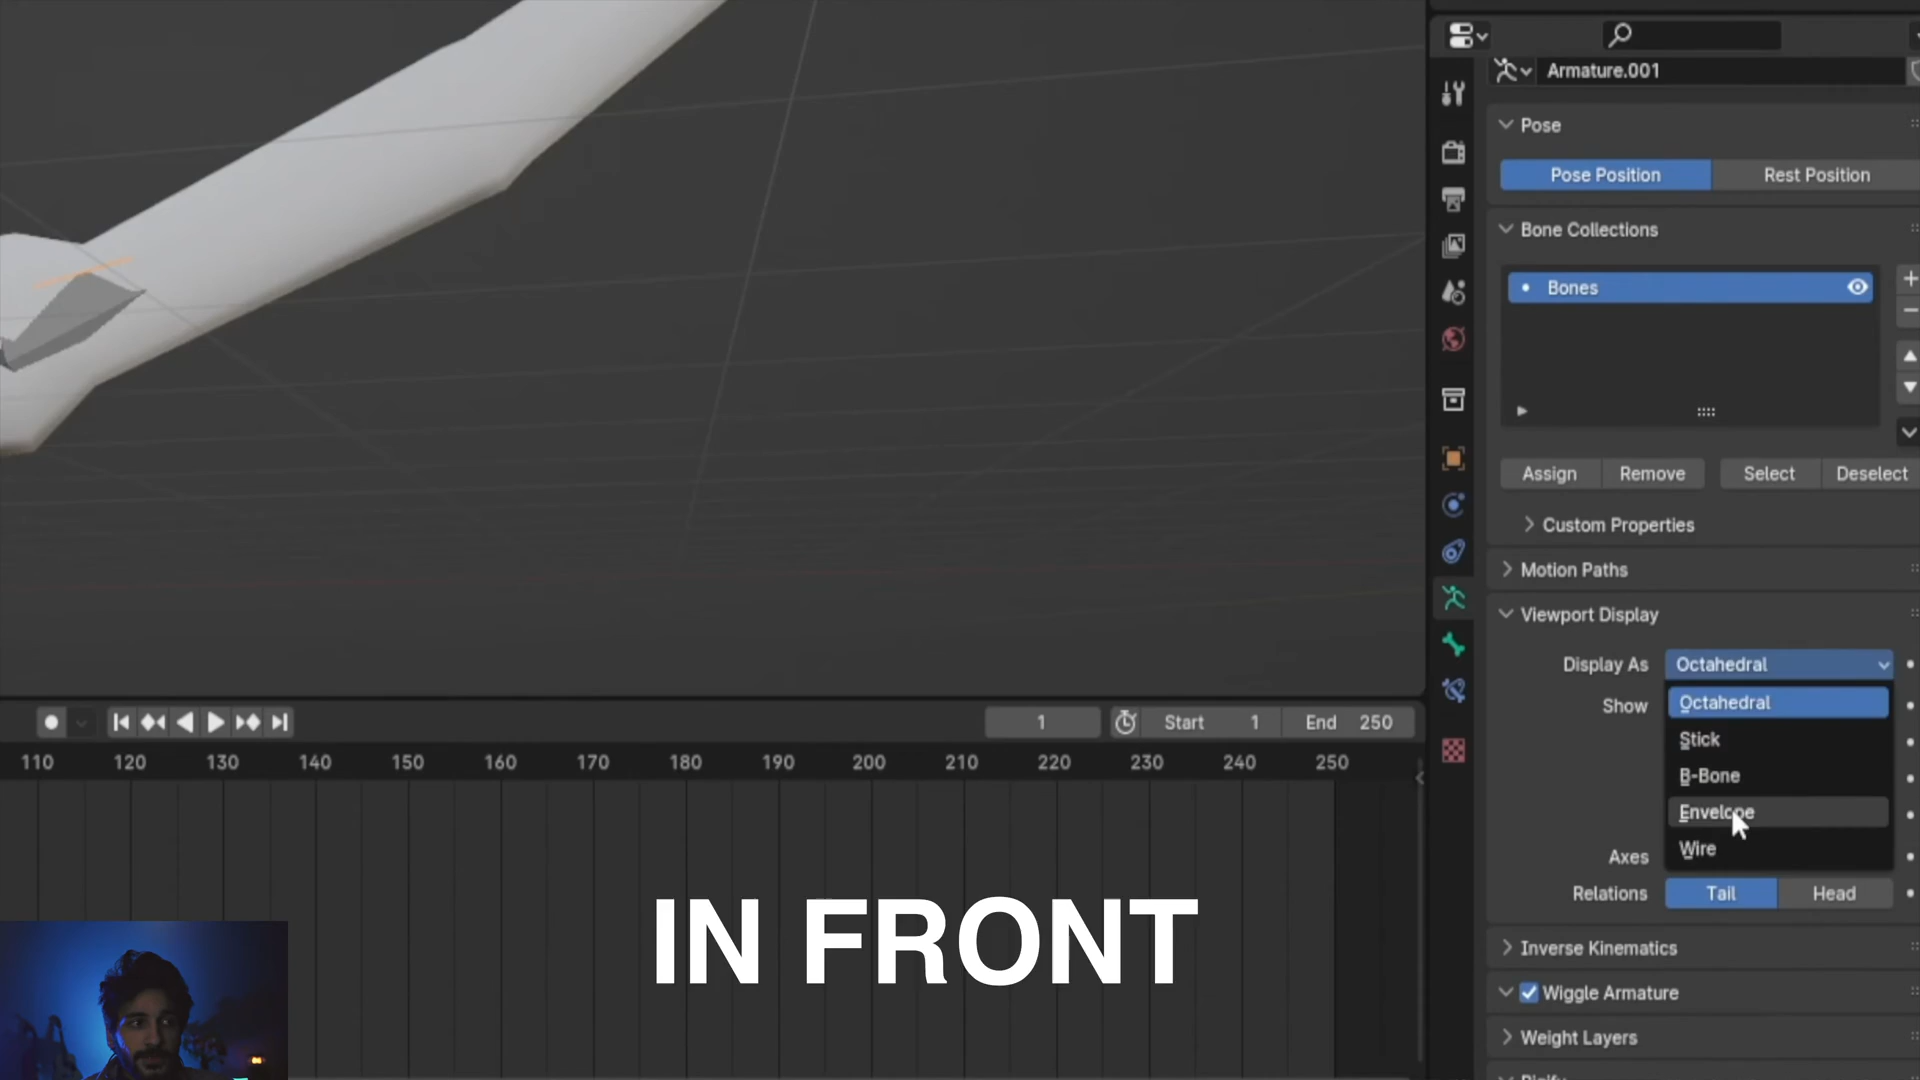 Armature.001
Pose
Pose Position Rest Position
Bone Collections
Bones
Assign Remove Select Deselect
Custom Properties
Motion Paths
Viewport Display
Display As Octahedral
Show Octahedral
Stick
B-Bone
Envelope
Wire
Axes
Relations Tail Head
Inverse Kinematics
Wiggle Armature
Weight Layers
1 Start 1 End 250
110 120 130 140 150 160 170 180 190 200 210 220 230 240 250
IN FRONT